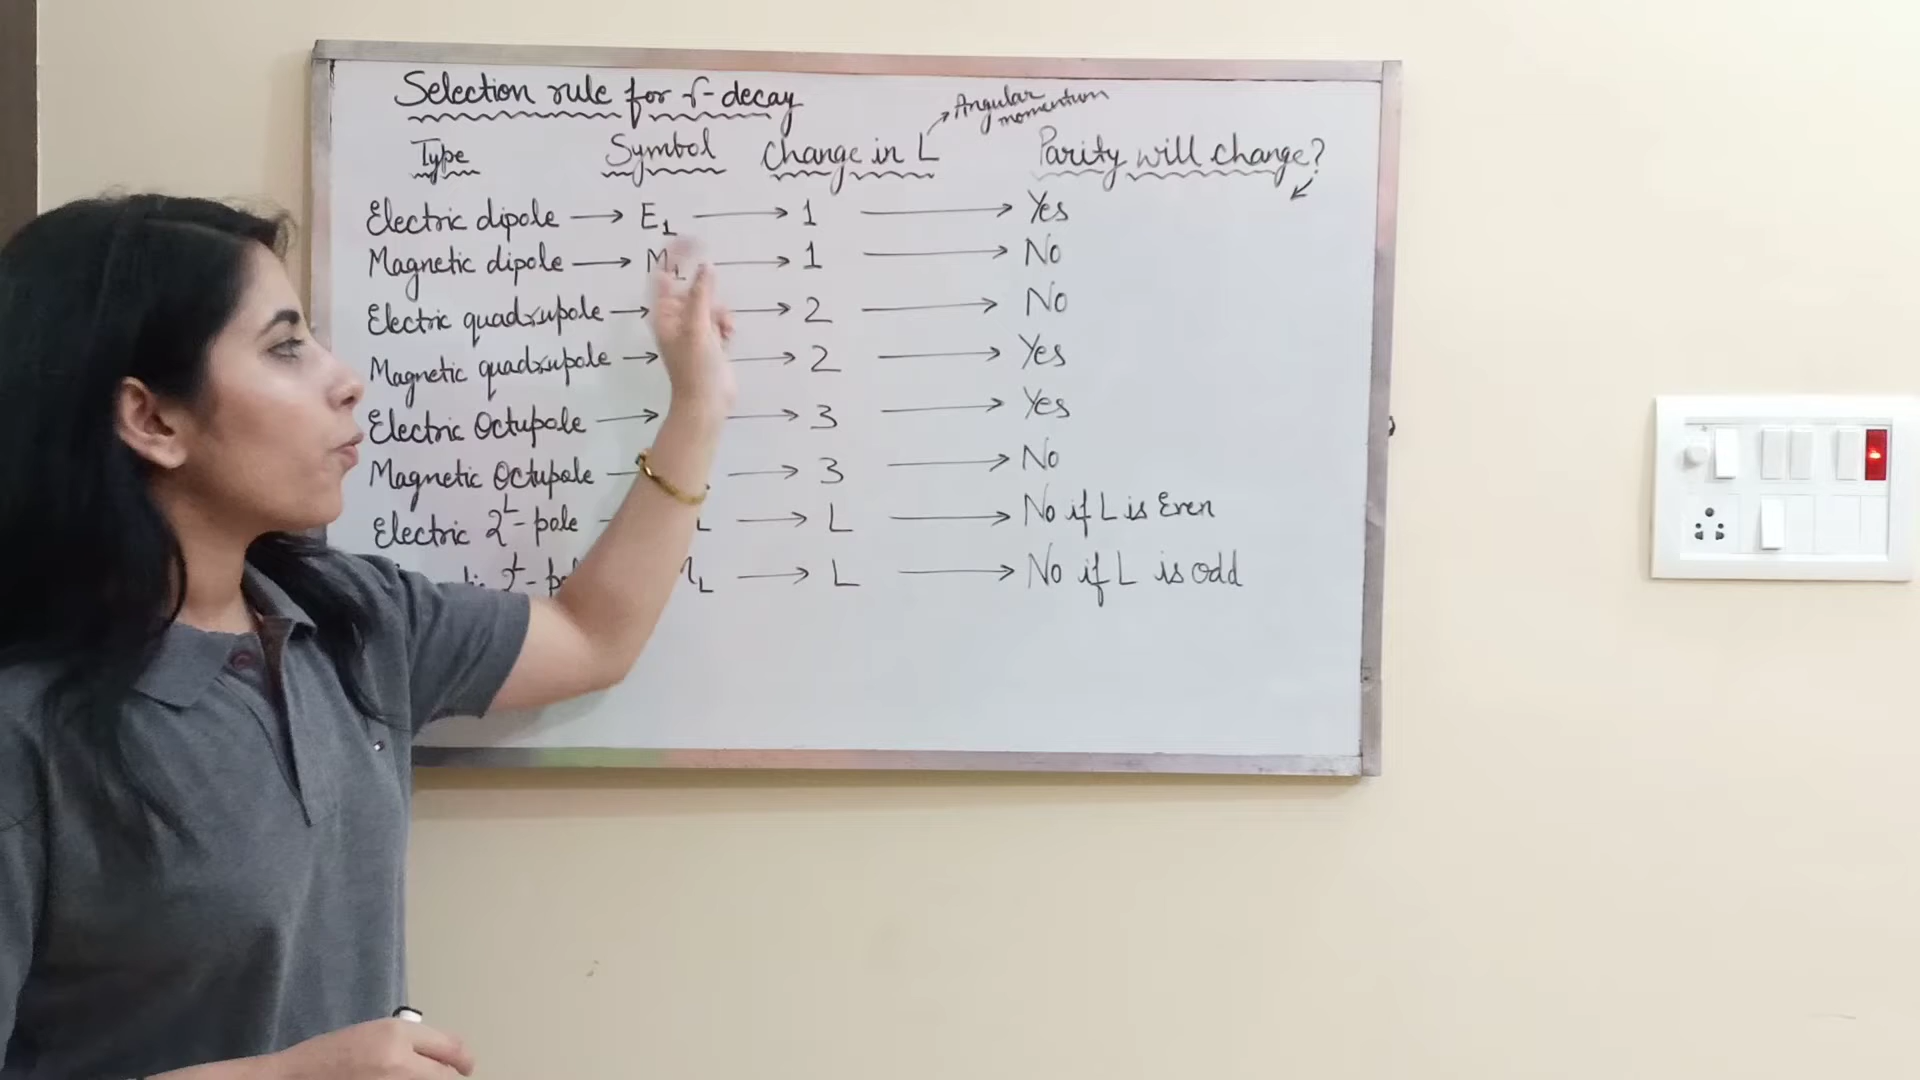 Selection rule for γ-decay
Angular momentum
Type Symbol Change in L Parity will change?
Electric dipole → E₁ → 1 → Yes
Magnetic dipole → M₁ → 1 → No
Electric quadrupole → → 2 → No
Magnetic quadrupole → → 2 → Yes
Electric Octupole → → 3 → Yes
Magnetic Octupole → 3 → No
Electric 2ᴸ-pole L → L → No if L is Even
2ᴸ- M_L → L → No if L is odd